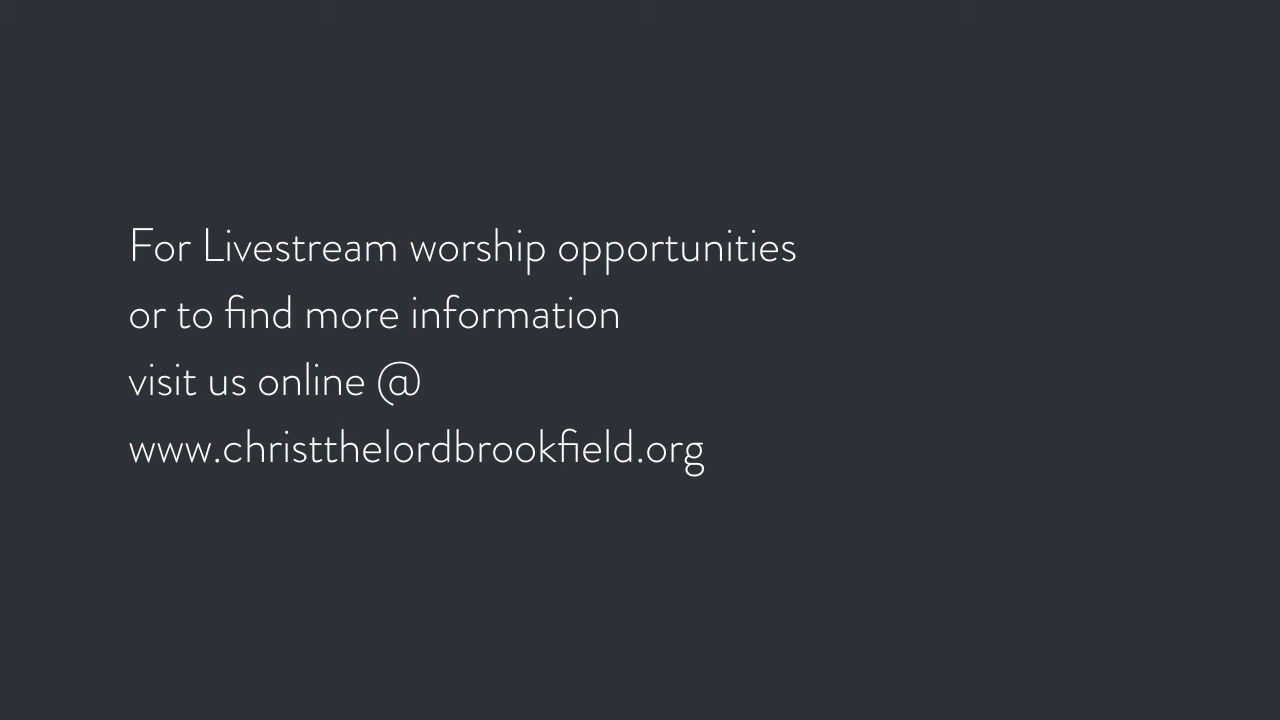 For Livestream worship opportunities
or to find more information
visit us online @
www.christthelordbrookfield.org